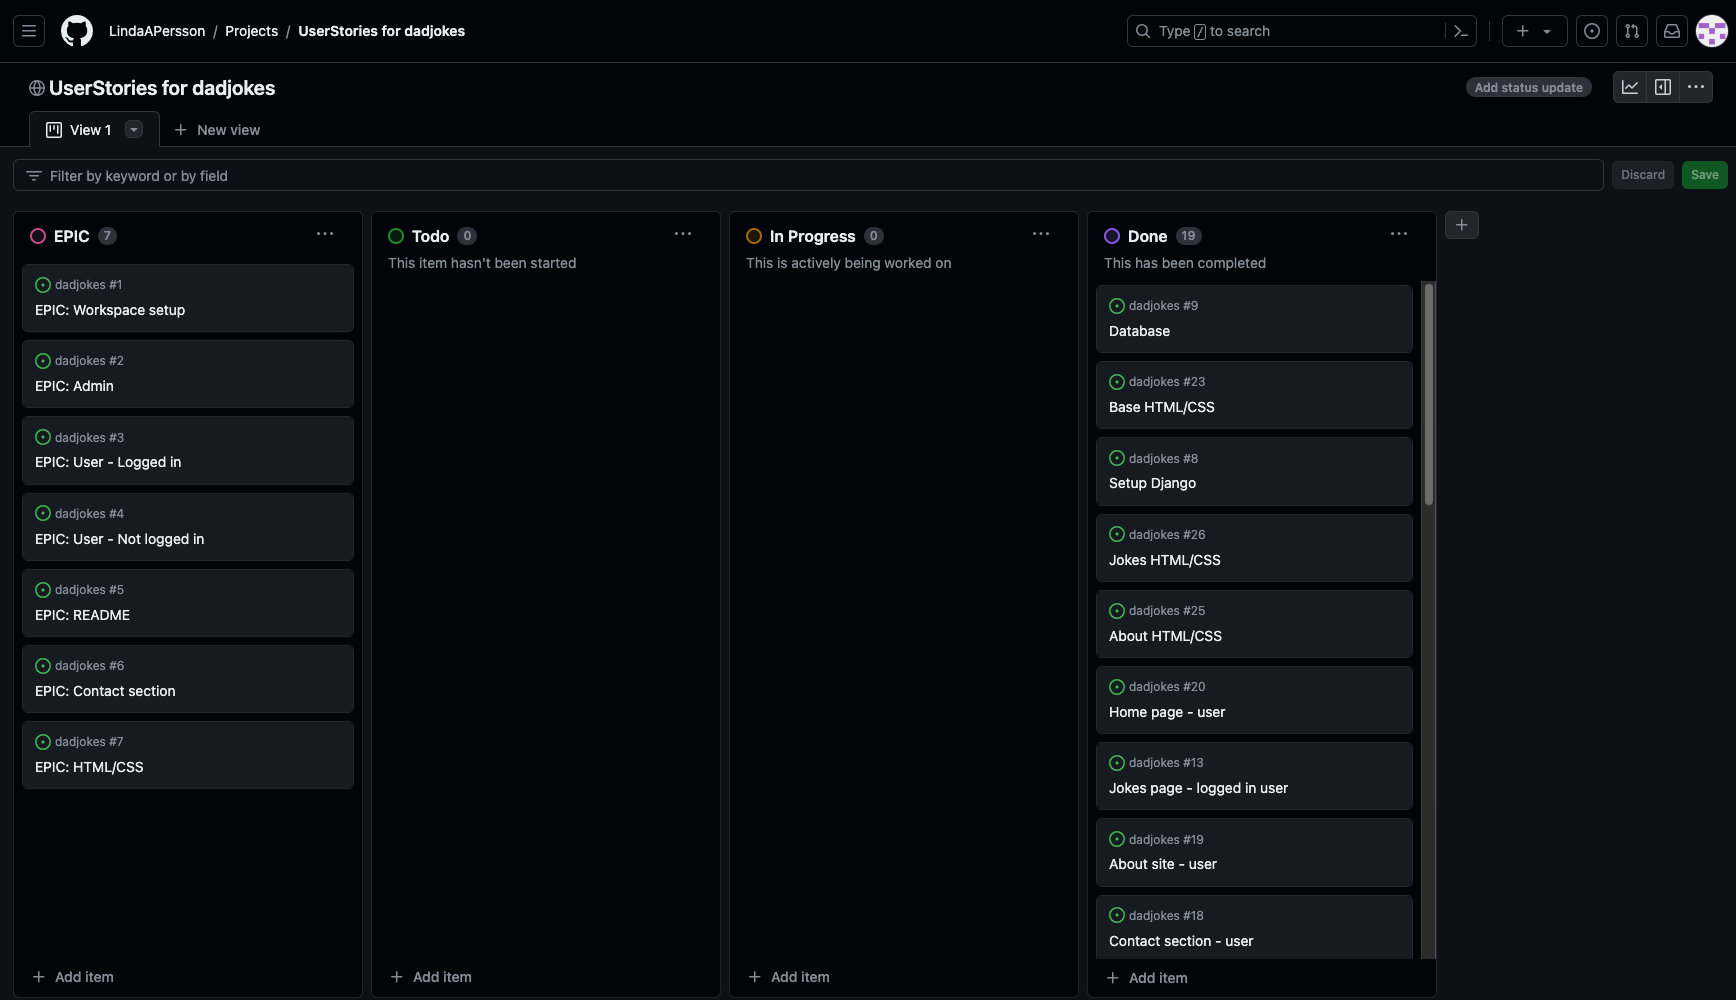 LindaAPersson / Projects / UserStories for dadjokes
Type / to search
UserStories for dadjokes
Add status update
View 1
New view
Filter by keyword or by field
Discard
Save
EPIC 7
dadjokes #1
EPIC: Workspace setup
dadjokes #2
EPIC: Admin
dadjokes #3
EPIC: User - Logged in
dadjokes #4
EPIC: User - Not logged in
dadjokes #5
EPIC: README
dadjokes #6
EPIC: Contact section
dadjokes #7
EPIC: HTML/CSS
Add item
Todo 0
This item hasn't been started
Add item
In Progress 0
This is actively being worked on
Add item
Done 19
This has been completed
dadjokes #9
Database
dadjokes #23
Base HTML/CSS
dadjokes #8
Setup Django
dadjokes #26
Jokes HTML/CSS
dadjokes #25
About HTML/CSS
dadjokes #20
Home page - user
dadjokes #13
Jokes page - logged in user
dadjokes #19
About site - user
dadjokes #18
Contact section - user
Add item